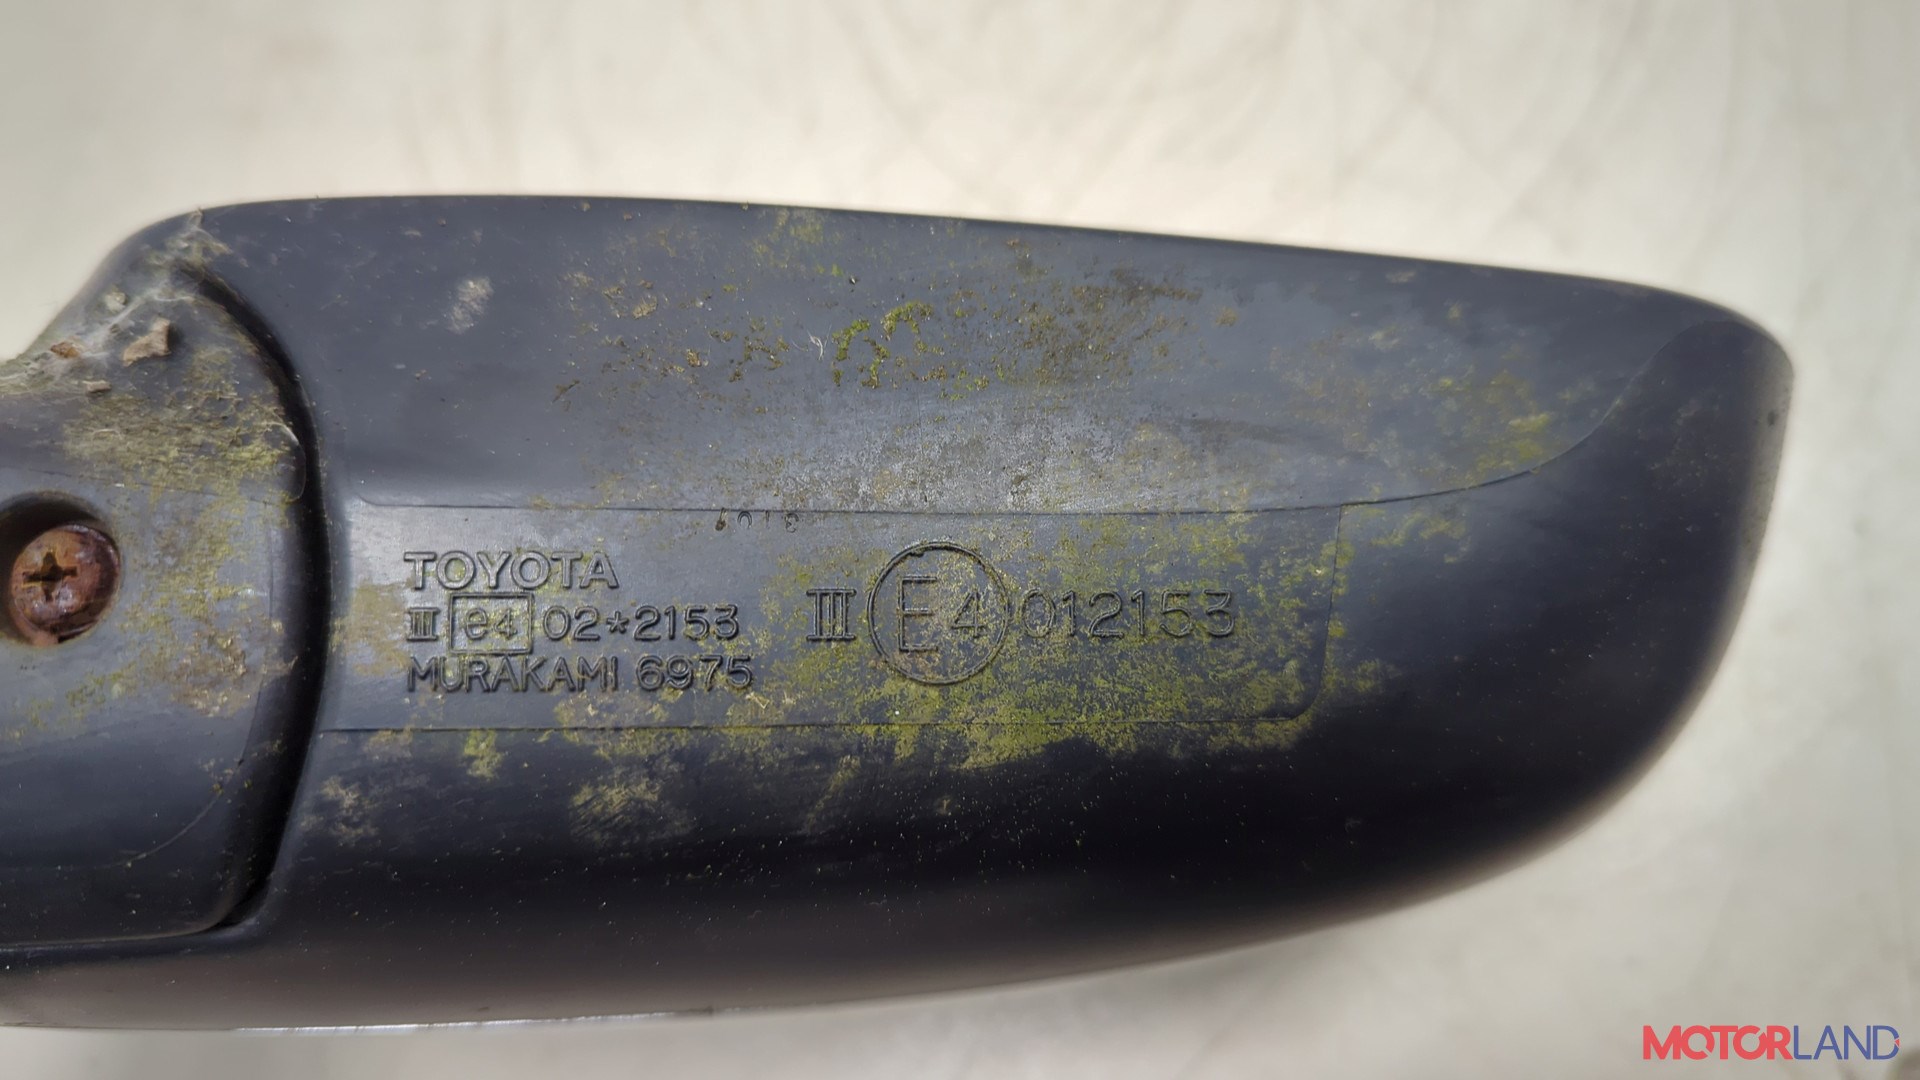 TOYOTA
III e4 02*2153
MURAKAMI 6975
III E4 012153
MOTORLAND